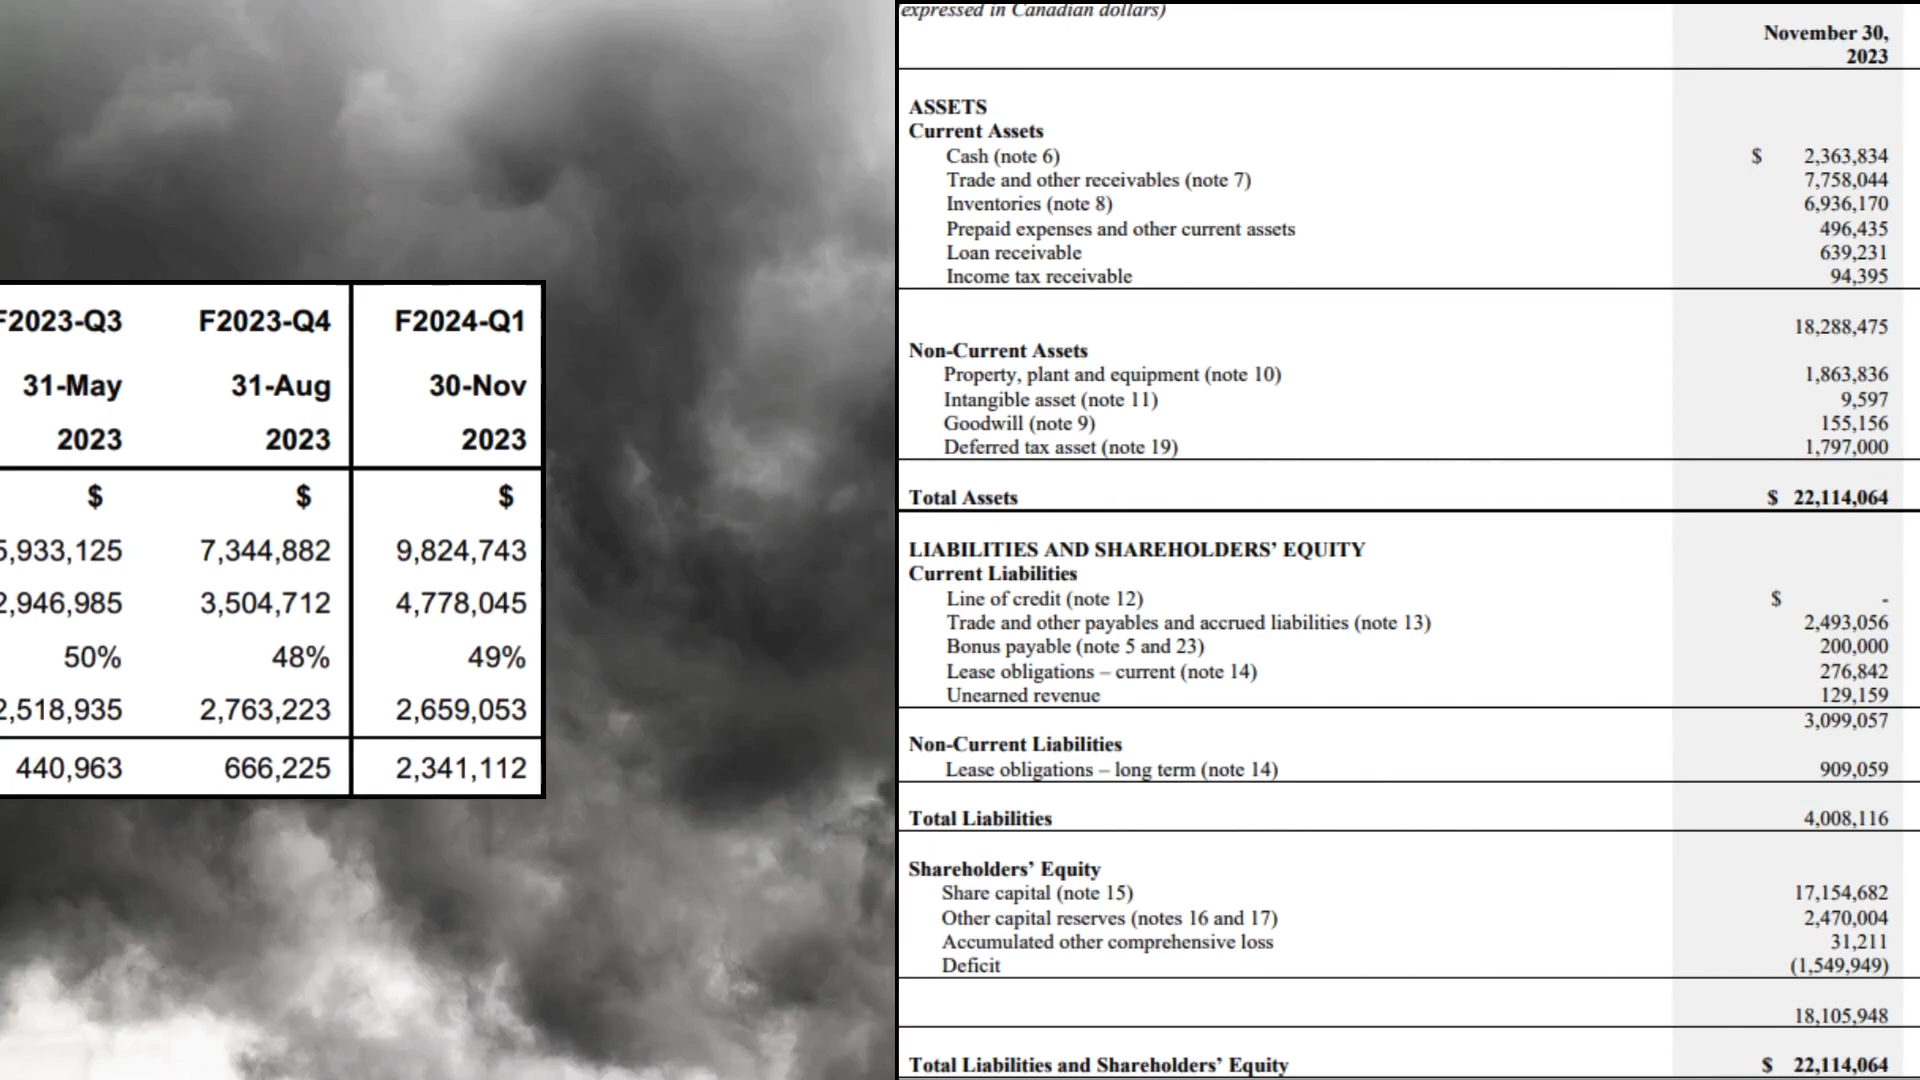 F2023-Q3 F2023-Q4 F2024-Q1
31-May 31-Aug 30-Nov
2023 2023 2023
$ $ $
5,933,125 7,344,882 9,824,743
2,946,985 3,504,712 4,778,045
50% 48% 49%
2,518,935 2,763,223 2,659,053
440,963 666,225 2,341,112
expressed in Canadian dollars)
November 30,
2023
ASSETS
Current Assets
Cash (note 6) $ 2,363,834
Trade and other receivables (note 7) 7,758,044
Inventories (note 8) 6,936,170
Prepaid expenses and other current assets 496,435
Loan receivable 639,231
Income tax receivable 94,395
18,288,475
Non-Current Assets
Property, plant and equipment (note 10) 1,863,836
Intangible asset (note 11) 9,597
Goodwill (note 9) 155,156
Deferred tax asset (note 19) 1,797,000
Total Assets $ 22,114,064
LIABILITIES AND SHAREHOLDERS’ EQUITY
Current Liabilities
Line of credit (note 12) $ -
Trade and other payables and accrued liabilities (note 13) 2,493,056
Bonus payable (note 5 and 23) 200,000
Lease obligations – current (note 14) 276,842
Unearned revenue 129,159
3,099,057
Non-Current Liabilities
Lease obligations – long term (note 14) 909,059
Total Liabilities 4,008,116
Shareholders’ Equity
Share capital (note 15) 17,154,682
Other capital reserves (notes 16 and 17) 2,470,004
Accumulated other comprehensive loss 31,211
Deficit (1,549,949)
18,105,948
Total Liabilities and Shareholders’ Equity $ 22,114,064